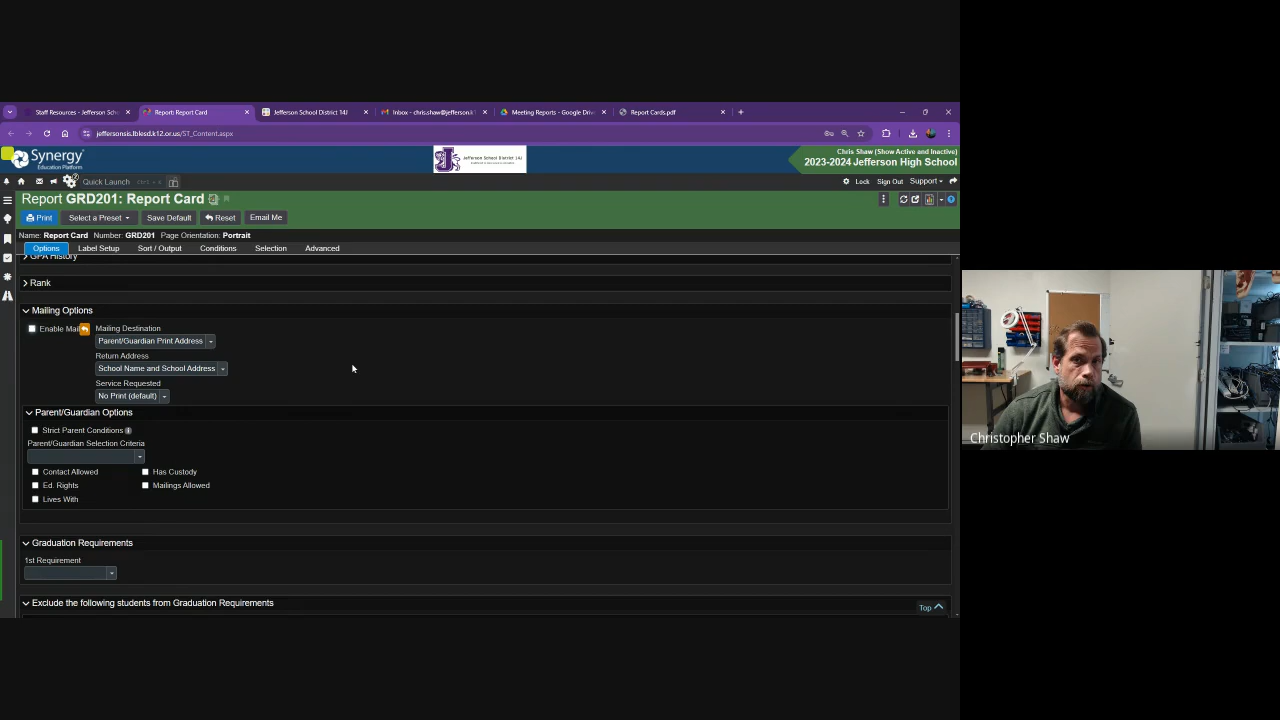 Staff Resources - Jefferson Sch
Report: Report Card
Jefferson School District 14J
Inbox - chris.shaw@jefferson.k
Meeting Reports - Google Driv
Report Cards.pdf
jeffersonsis.lblesd.k12.or.us/ST_Content.aspx
Synergy
Education Platform
Jefferson School District 14J
Chris Shaw (Show Active and Inactive)
2023-2024 Jefferson High School
Quick Launch
Lock
Sign Out
Support
Report GRD201: Report Card
Print
Select a Preset
Save Default
Reset
Email Me
Name: Report Card Number: GRD201 Page Orientation: Portrait
Options
Label Setup
Sort / Output
Conditions
Selection
Advanced
GPA History
Rank
Mailing Options
Enable Mail
Mailing Destination
Parent/Guardian Print Address
Return Address
School Name and School Address
Service Requested
No Print (default)
Parent/Guardian Options
Strict Parent Conditions
Parent/Guardian Selection Criteria
Contact Allowed
Has Custody
Ed. Rights
Mailings Allowed
Lives With
Graduation Requirements
1st Requirement
Exclude the following students from Graduation Requirements
Top
Christopher Shaw